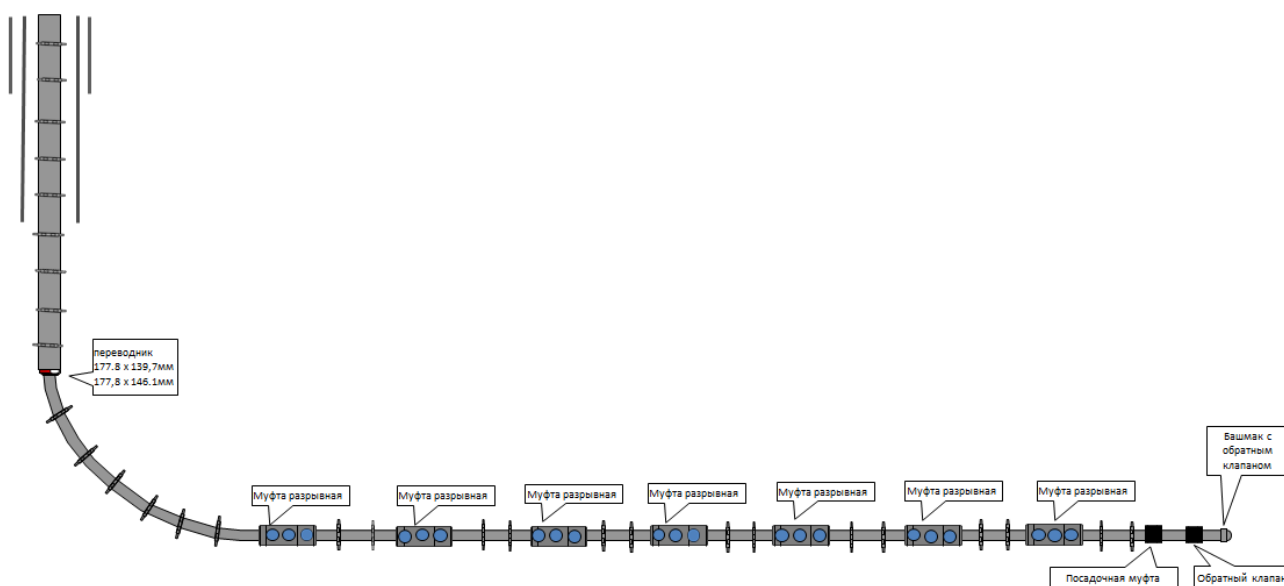 переводник
177.8 х 139,7мм
177,8 х 146.1мм
Башмак с
обратным
клапаном
Муфта разрывная
Муфта разрывная
Муфта разрывная
Муфта разрывная
Муфта разрывная
Муфта разрывная
Муфта разрывная
Посадочная муфта
Обратный клапан